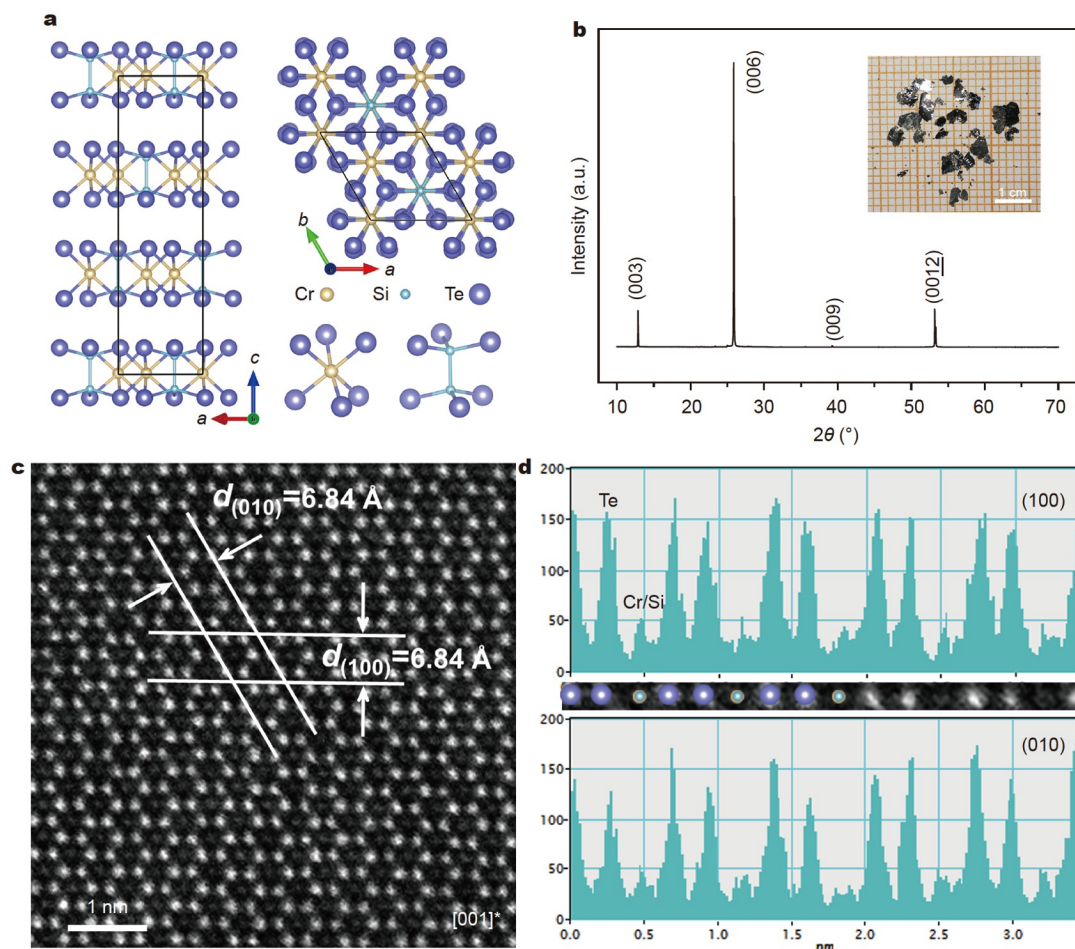 a
b
a
Cr
Si
Te
c
a
b
Intensity (a.u.)
(003)
(006)
(009)
(0012)
1 cm
10
20
30
40
50
60
70
2θ (°)
c
d(010)=6.84 Å
d(100)=6.84 Å
1 nm
[001]*
d
200
150
100
50
0
Te
Cr/Si
(100)
200
150
100
50
0
(010)
0.0
0.5
1.0
1.5
2.0
2.5
3.0
nm